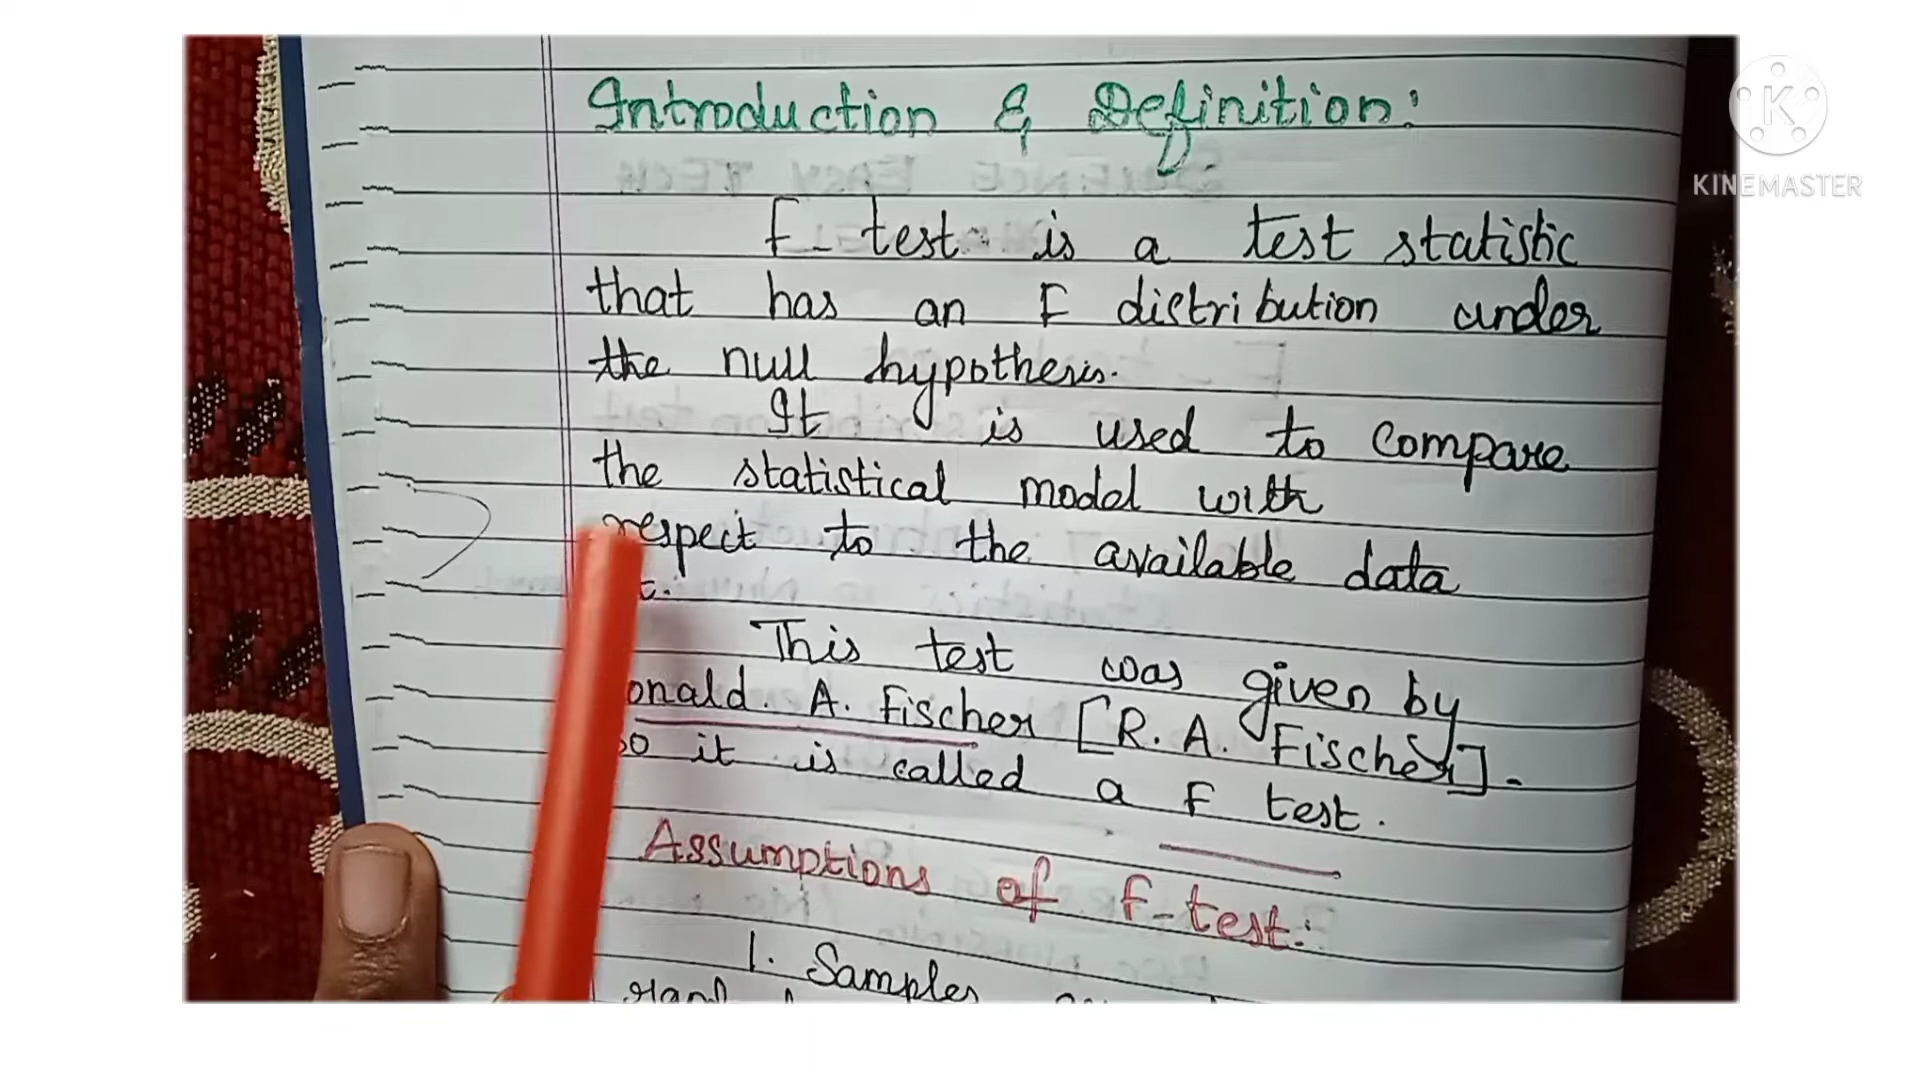 Introduction & Definition:
F-test is a test statistic
that has an F distribution under
the null hypothesis.
It is used to compare
the statistical model with
respect to the available data
This test was given by
onald. A. Fischer [R. A. Fischer].
so it is called a F test.
Assumptions of F-test:
1. Samples
KINEMASTER